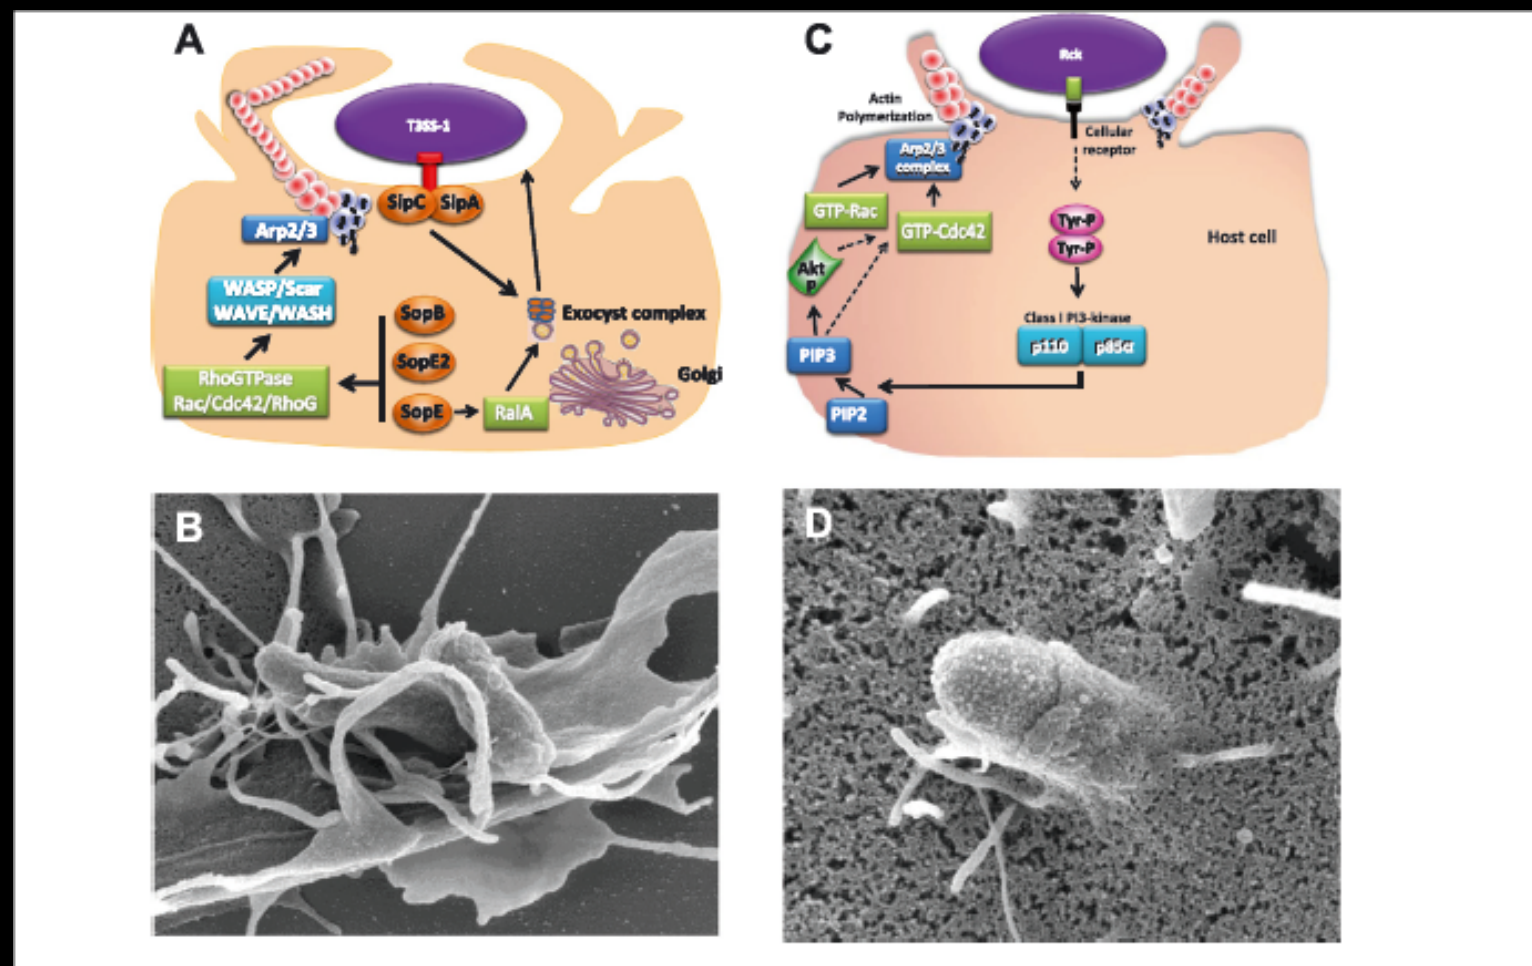 A
T3SS-1
SipC
SipA
Arp2/3
WASP/Scar
WAVE/WASH
SopB
Exocyst complex
SopE2
Golgi
RhoGTPase
Rac/Cdc42/RhoG
SopE
RalA
C
Rck
Actin
Polymerization
Cellular
receptor
Arp2/3
complex
GTP-Rac
GTP-Cdc42
Tyr-P
Tyr-P
Host cell
Akt
P
Class I PI3-kinase
p110
p85α
PIP3
PIP2
B
D